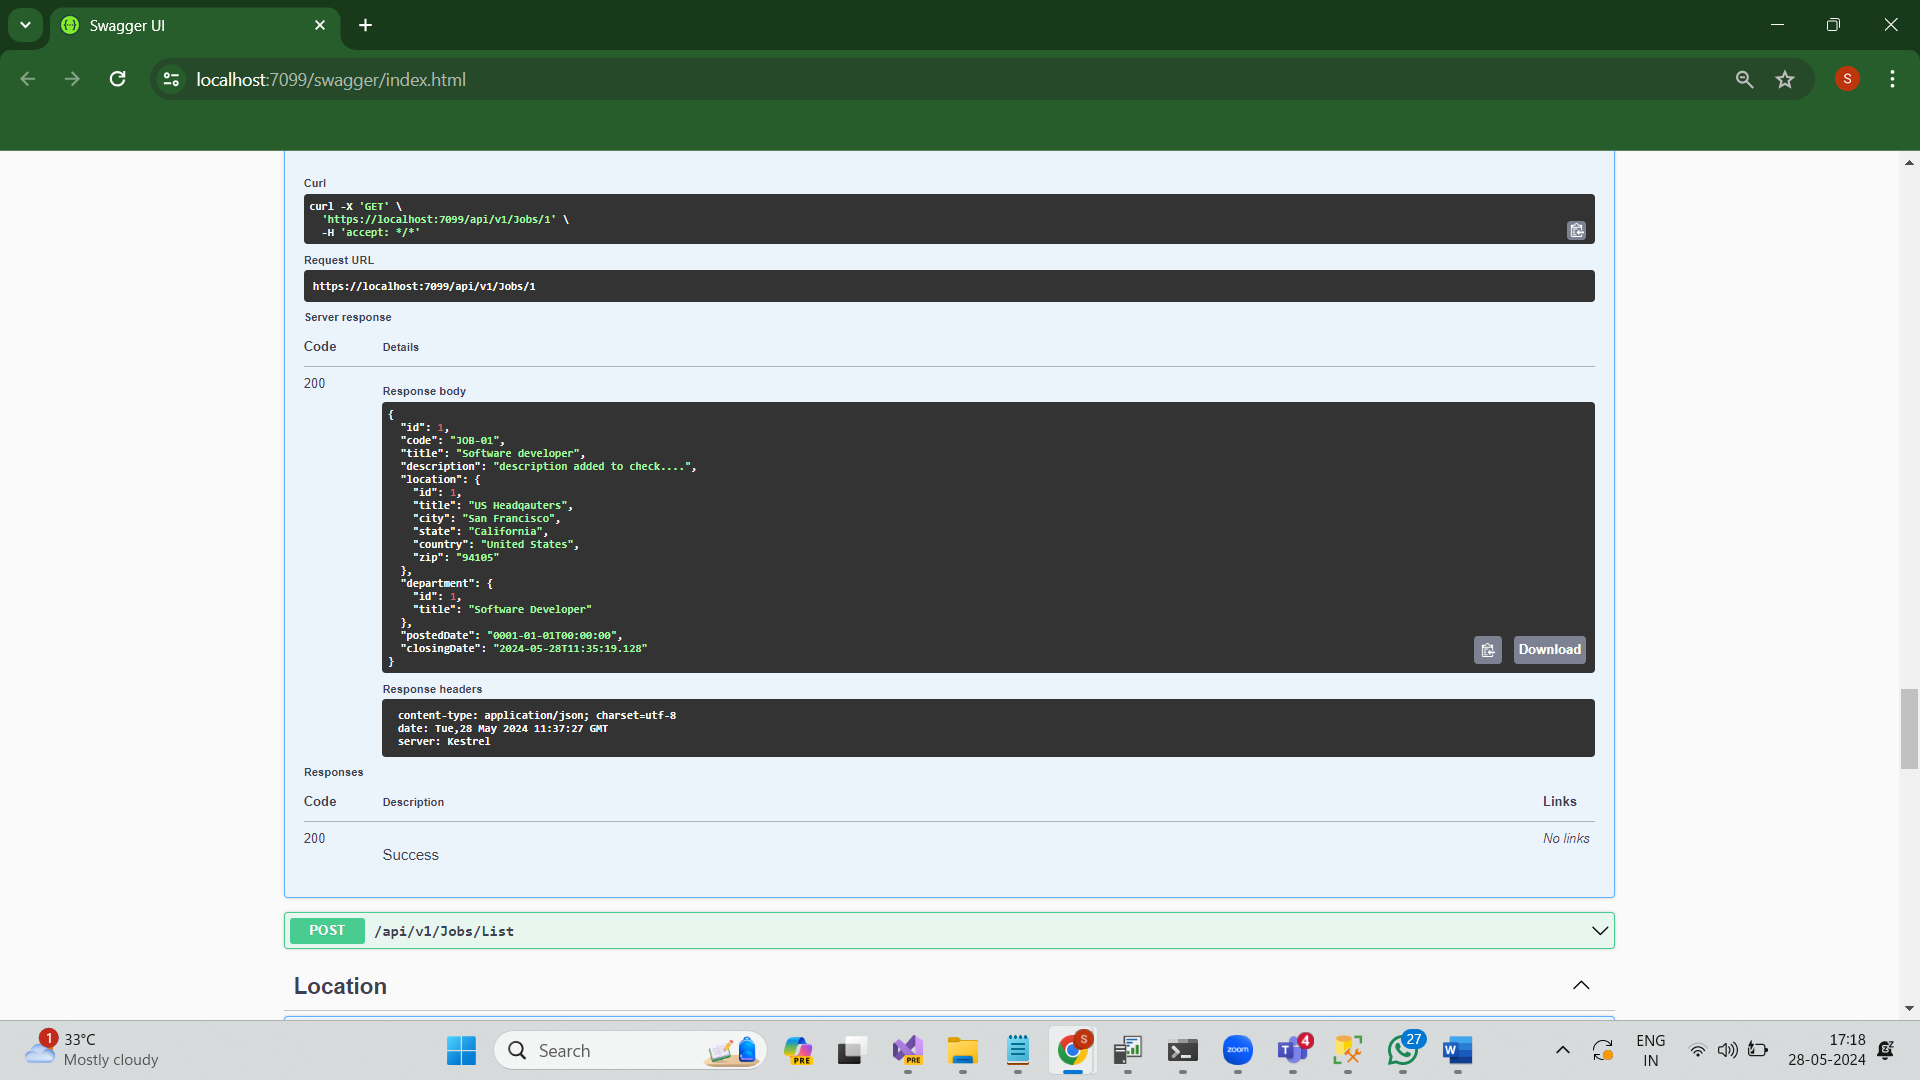 Swagger UI
localhost:7099/swagger/index.html
S
Curl
curl -X 'GET' \
'https://localhost:7099/api/v1/Jobs/1' \
-H 'accept: */*'
Request URL
https://localhost:7099/api/v1/Jobs/1
Server response
Code Details
200
Response body
{
"id": 1,
"code": "JOB-01",
"title": "Software developer",
"description": "description added to check....",
"location": {
"id": 1,
"title": "US Headqauters",
"city": "San Francisco",
"state": "California",
"country": "United States",
"zip": "94105"
},
"department": {
"id": 1,
"title": "Software Developer"
},
"postedDate": "0001-01-01T00:00:00",
"closingDate": "2024-05-28T11:35:19.128"
}
Download
Response headers
content-type: application/json; charset=utf-8
date: Tue,28 May 2024 11:37:27 GMT
server: Kestrel
Responses
Code Description Links
200 No links
Success
POST /api/v1/Jobs/List
Location
1 33°C
Mostly cloudy
Search
PRE
PRE
S
zoom
T 4
27
W
ENG
IN
17:18
28-05-2024